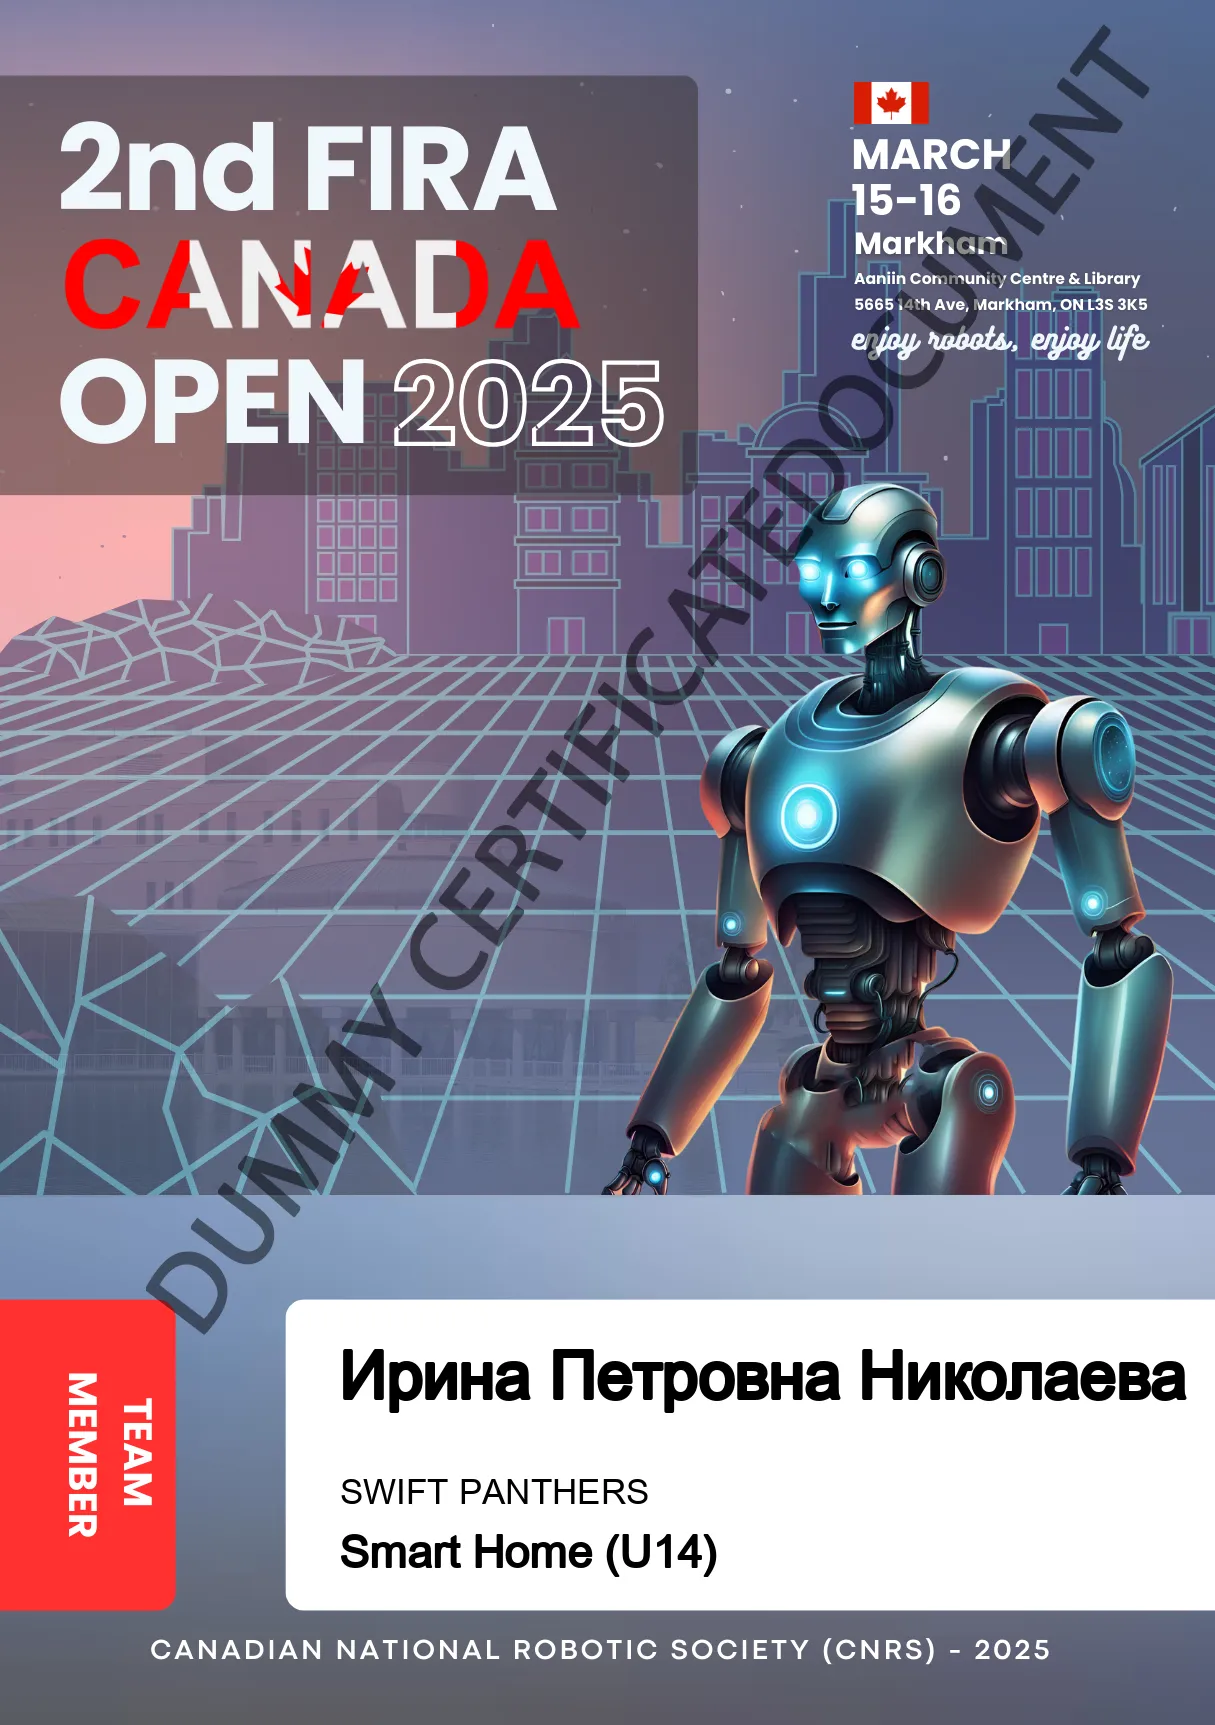 2nd FIRA
CANADA
OPEN 2025
MARCH
15-16
Markham
Aaniin Community Centre & Library
5665 14th Ave, Markham, ON L3S 3K5
enjoy robots, enjoy life
DUMMY CERTIFICATEDOCUMENT
TEAM
MEMBER
Ирина Петровна Николаева
SWIFT PANTHERS
Smart Home (U14)
CANADIAN NATIONAL ROBOTIC SOCIETY (CNRS) - 2025